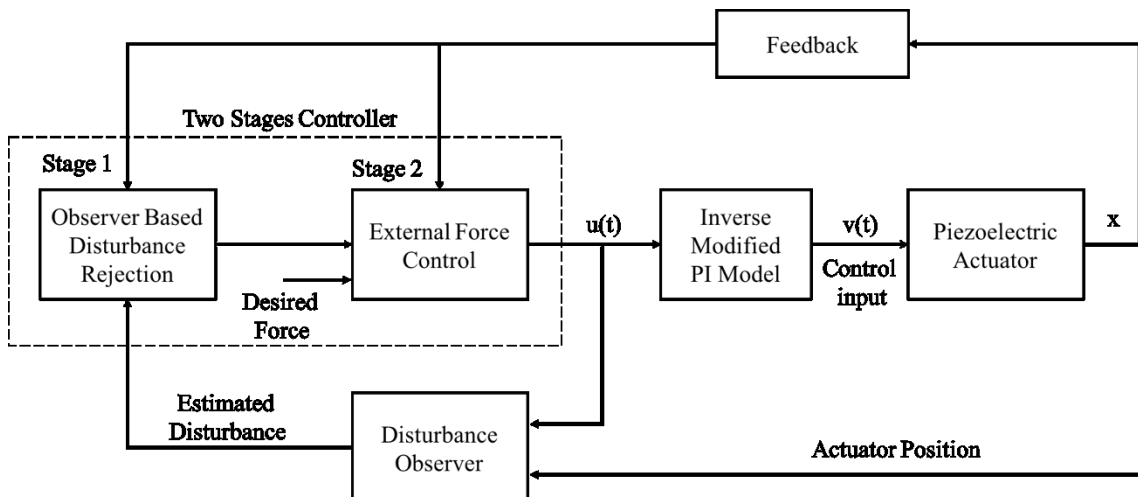 Feedback
Two Stages Controller
Stage 1
Stage 2
Observer Based
Disturbance
Rejection
External Force
Control
u(t)
Inverse
Modified
PI Model
v(t)
Control
input
Piezoelectric
Actuator
x
Desired
Force
Estimated
Disturbance
Disturbance
Observer
Actuator Position